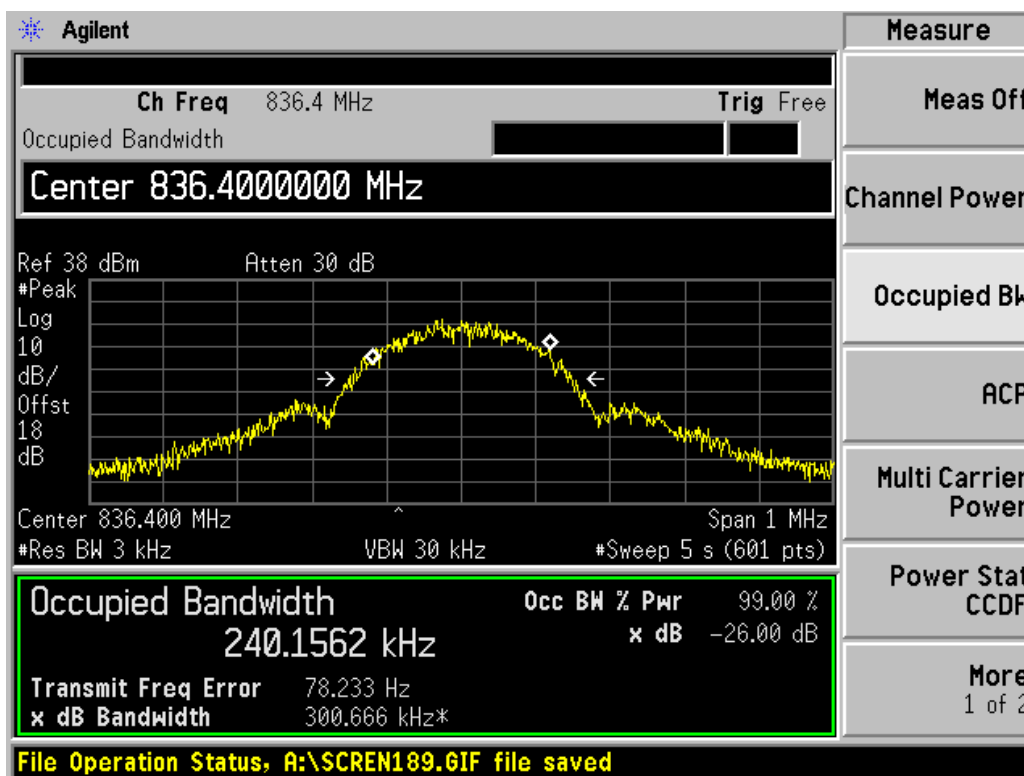 Agilent
Measure
Ch Freq 836.4 MHz Trig Free
Occupied Bandwidth
Center 836.4000000 MHz
Ref 38 dBm Atten 30 dB
#Peak
Log
10
dB/
Offst
18
dB
Center 836.400 MHz Span 1 MHz
#Res BW 3 kHz VBW 30 kHz #Sweep 5 s (601 pts)
Occupied Bandwidth Occ BW % Pwr 99.00 %
240.1562 kHz x dB -26.00 dB
Transmit Freq Error 78.233 Hz
x dB Bandwidth 300.666 kHz*
Meas Off
Channel Power
Occupied BW
ACP
Multi Carrier
Power
Power Stat
CCDF
More
1 of 2
File Operation Status, A:\SCREN189.GIF file saved